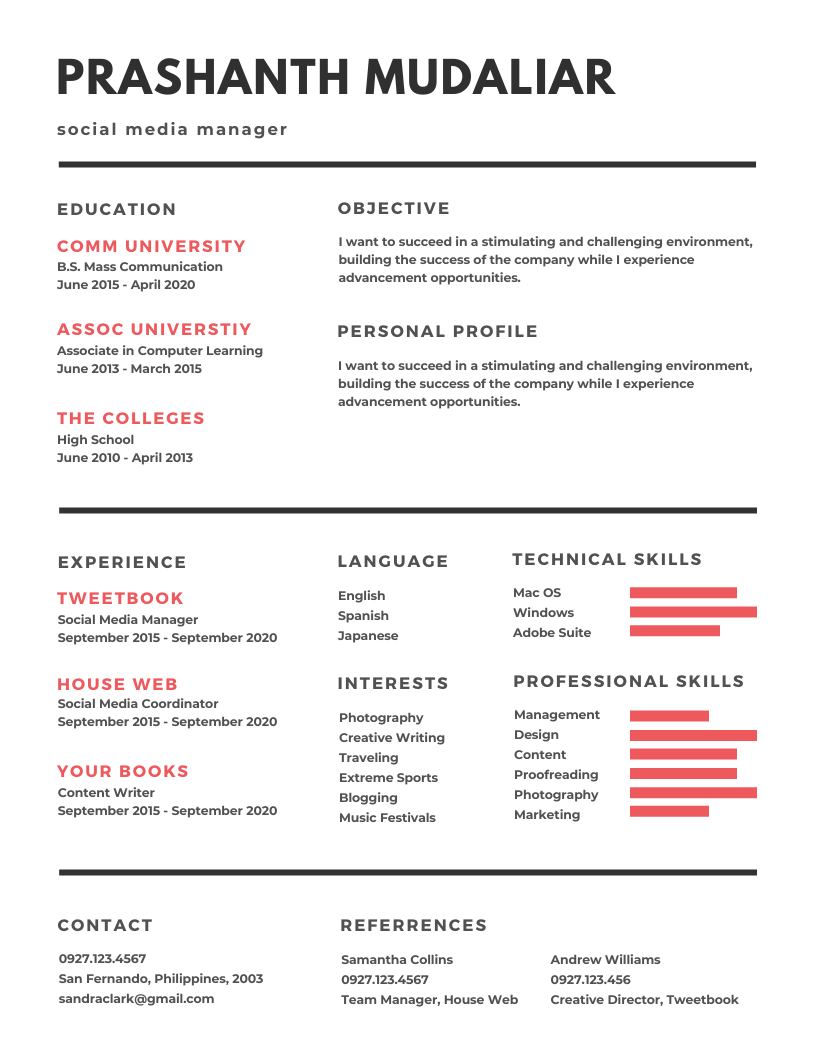 PRASHANTH MUDALIAR
social media manager
EDUCATION
COMM UNIVERSITY
B.S. Mass Communication
June 2015 - April 2020
ASSOC UNIVERSTIY
Associate in Computer Learning
June 2013 - March 2015
THE COLLEGES
High School
June 2010 - April 2013
OBJECTIVE
I want to succeed in a stimulating and challenging environment,
building the success of the company while I experience
advancement opportunities.
PERSONAL PROFILE
I want to succeed in a stimulating and challenging environment,
building the success of the company while I experience
advancement opportunities.
EXPERIENCE
TWEETBOOK
Social Media Manager
September 2015 - September 2020
HOUSE WEB
Social Media Coordinator
September 2015 - September 2020
YOUR BOOKS
Content Writer
September 2015 - September 2020
LANGUAGE
English
Spanish
Japanese
INTERESTS
Photography
Creative Writing
Traveling
Extreme Sports
Blogging
Music Festivals
TECHNICAL SKILLS
Mac OS
Windows
Adobe Suite
PROFESSIONAL SKILLS
Management
Design
Content
Proofreading
Photography
Marketing
CONTACT
0927.123.4567
San Fernando, Philippines, 2003
sandraclark@gmail.com
REFERRENCES
Samantha Collins
0927.123.4567
Team Manager, House Web
Andrew Williams
0927.123.456
Creative Director, Tweetbook